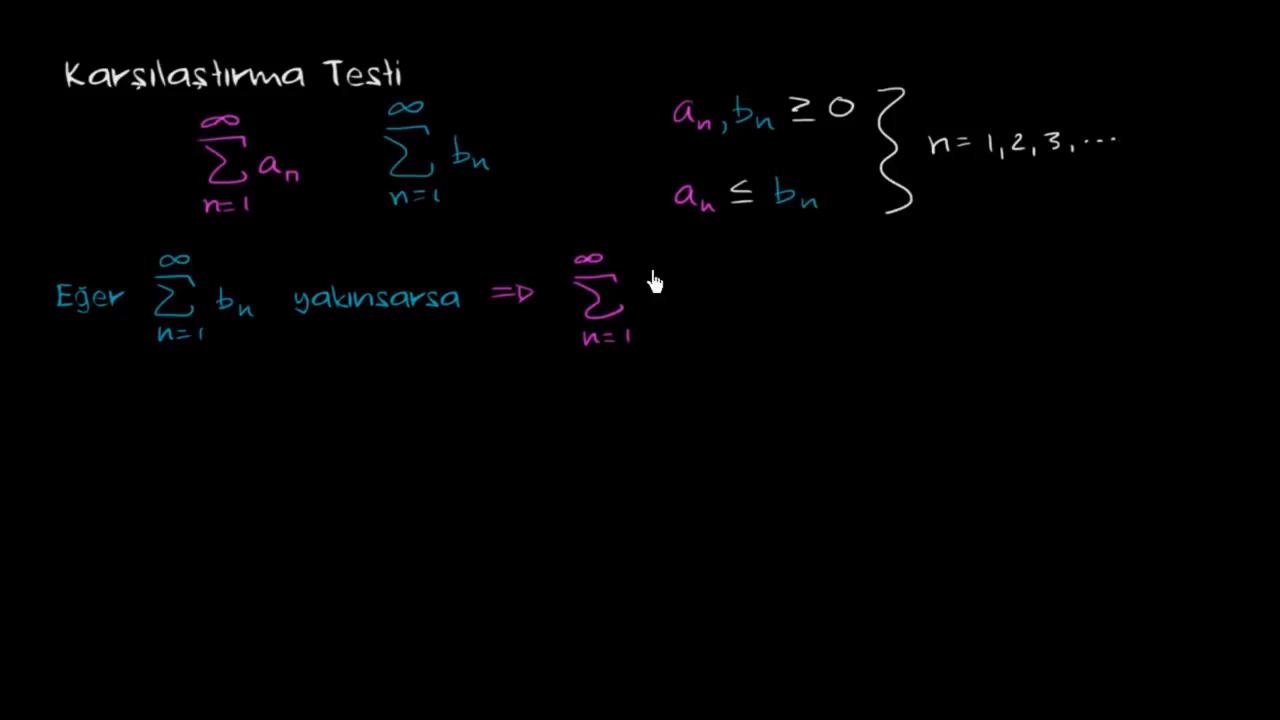 Karşılaştırma Testi
∞ Σ n=1 a_n   ∞ Σ n=1 b_n
a_n, b_n ≥ 0
a_n ≤ b_n
} n = 1, 2, 3, ...
Eğer ∞ Σ n=1 b_n yakınsarsa ⇒ ∞ Σ n=1